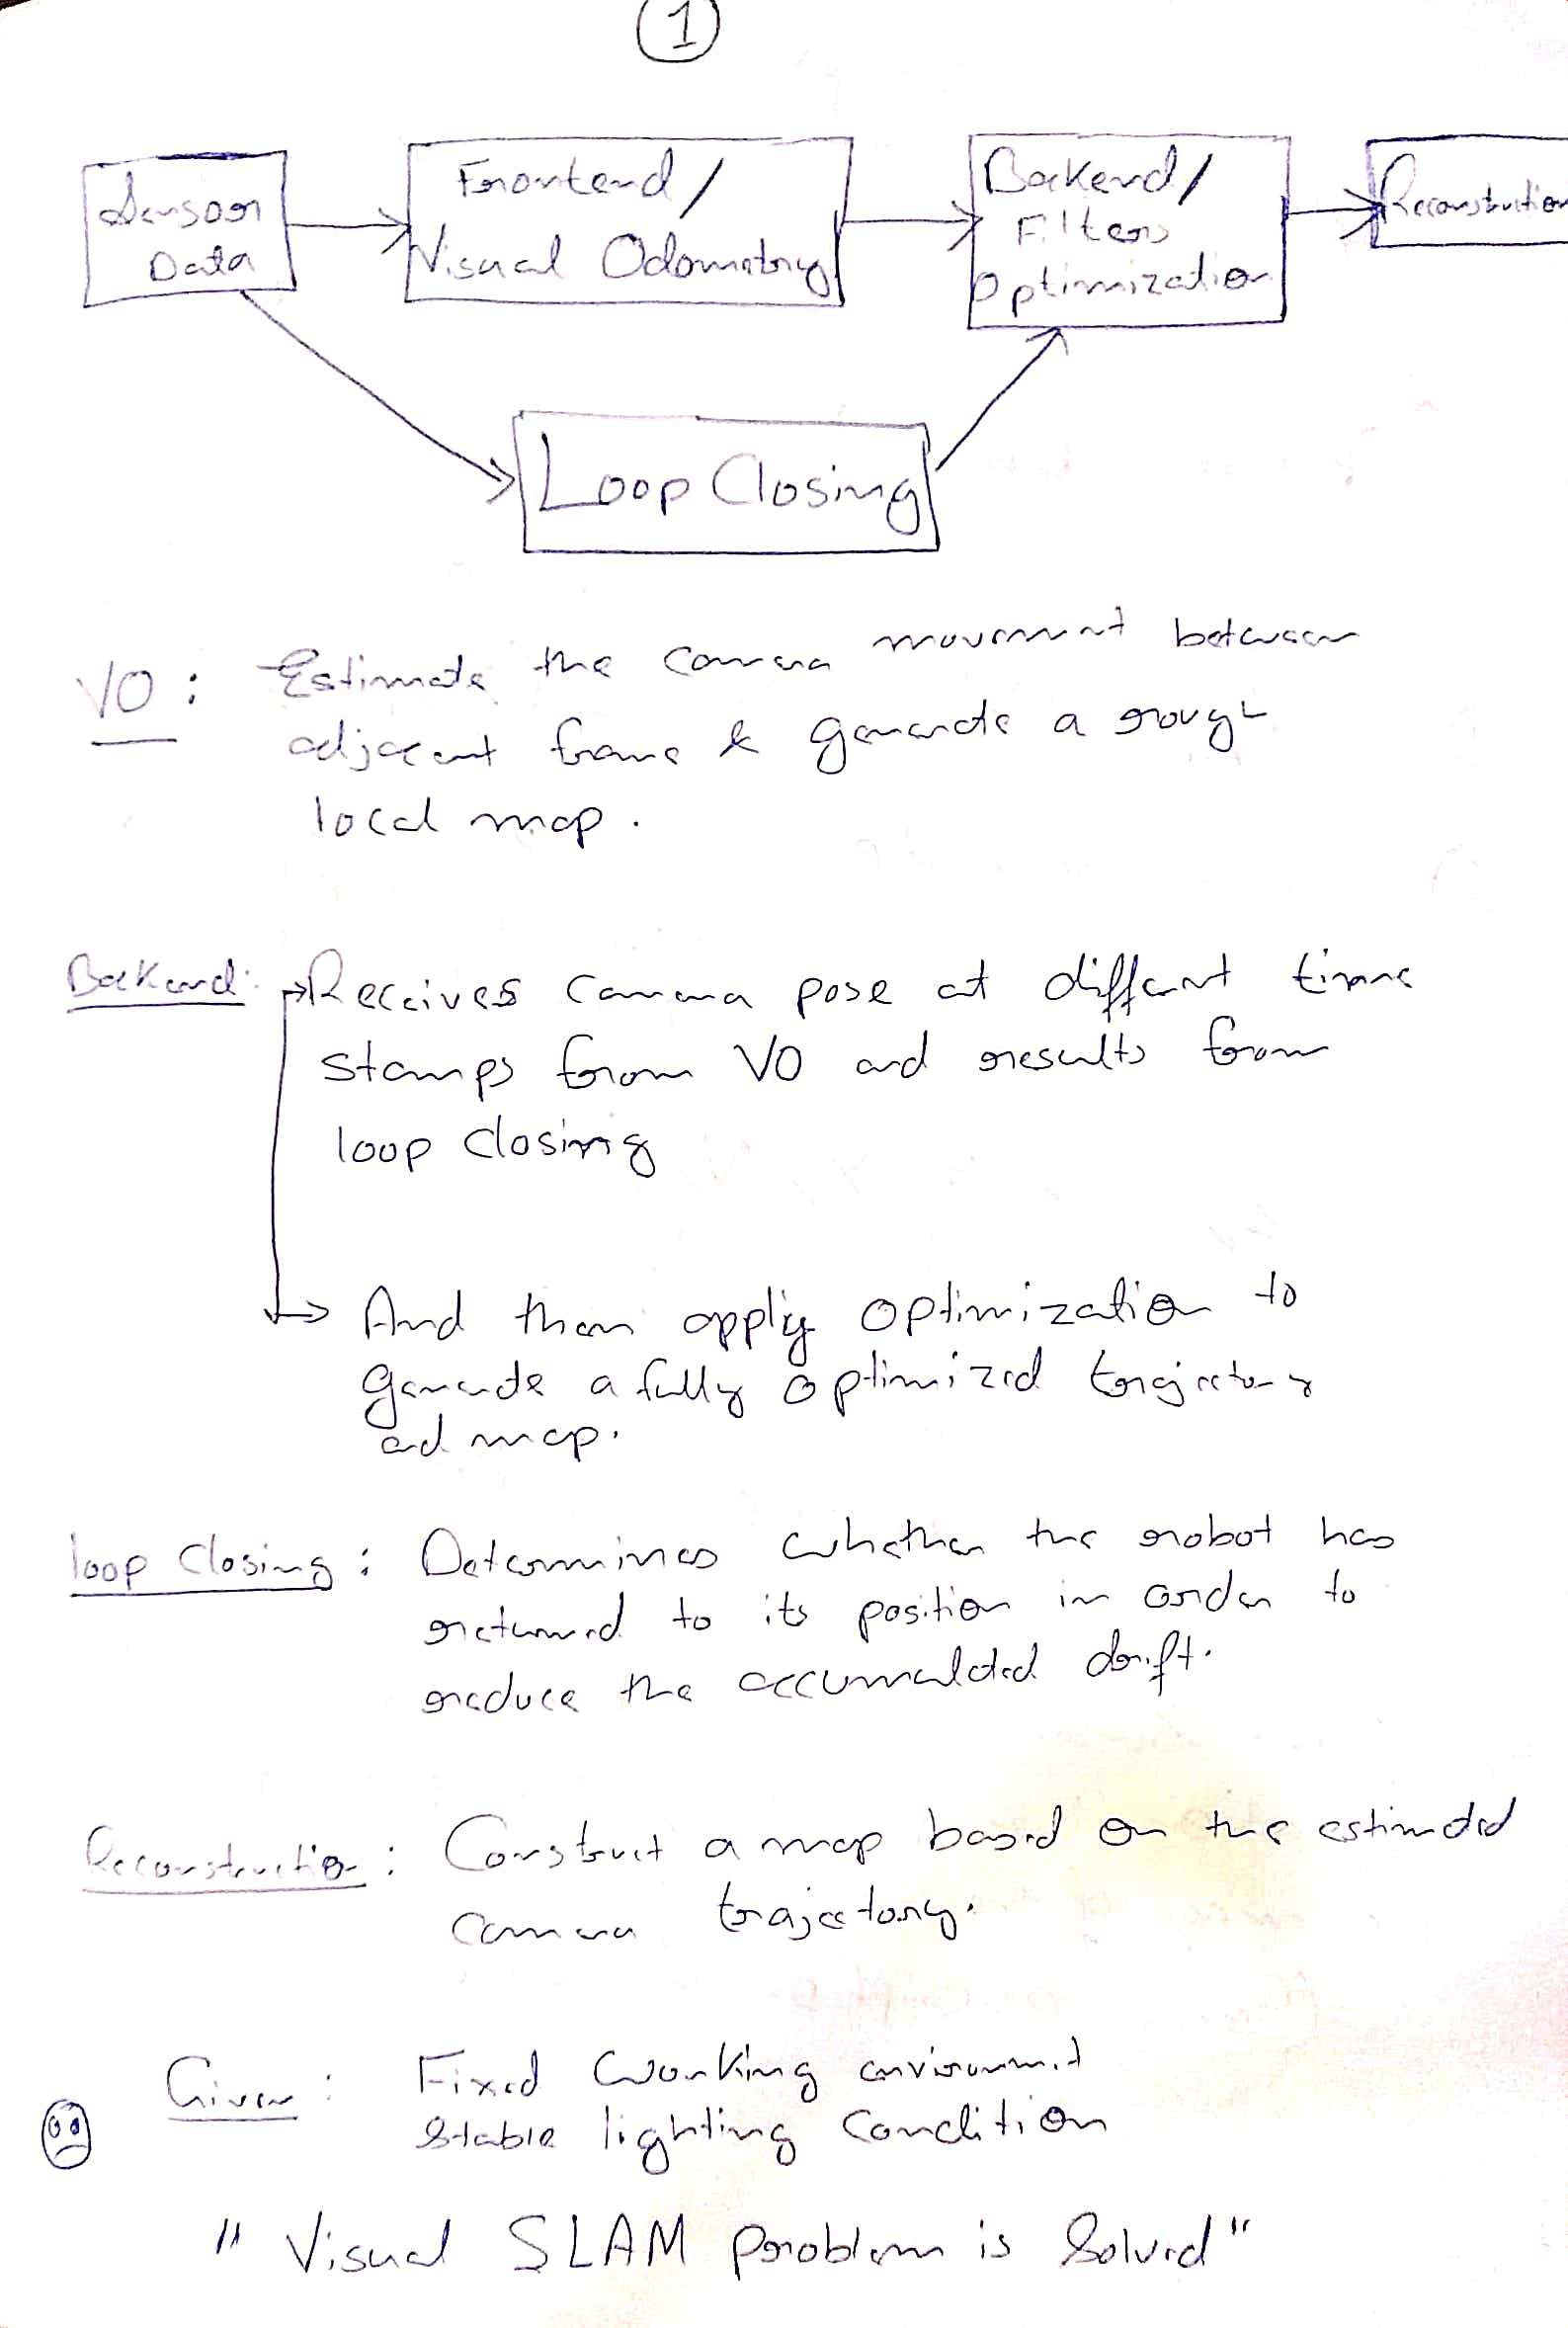 1
Sensor
Data
Frontend/
Visual Odometry
Backend/
Filters
Optimization
Reconstruction
Loop Closing
VO : Estimate the camera movement between
adjacent frame & generate a rough
local map.
Backend: Receives camera pose at differnt time
stamps from VO and results from
loop closing
And then apply optimization to
generate a fully optimized trajectory
and map.
loop Closing : Determines whether the robot has
returned to its position in order to
reduce the accumulated drift.
Reconstruction : Construct a map based on the estimated
camera trajectory.
Given : Fixed working environment
Stable lighting condition
" Visual SLAM problem is Solved "